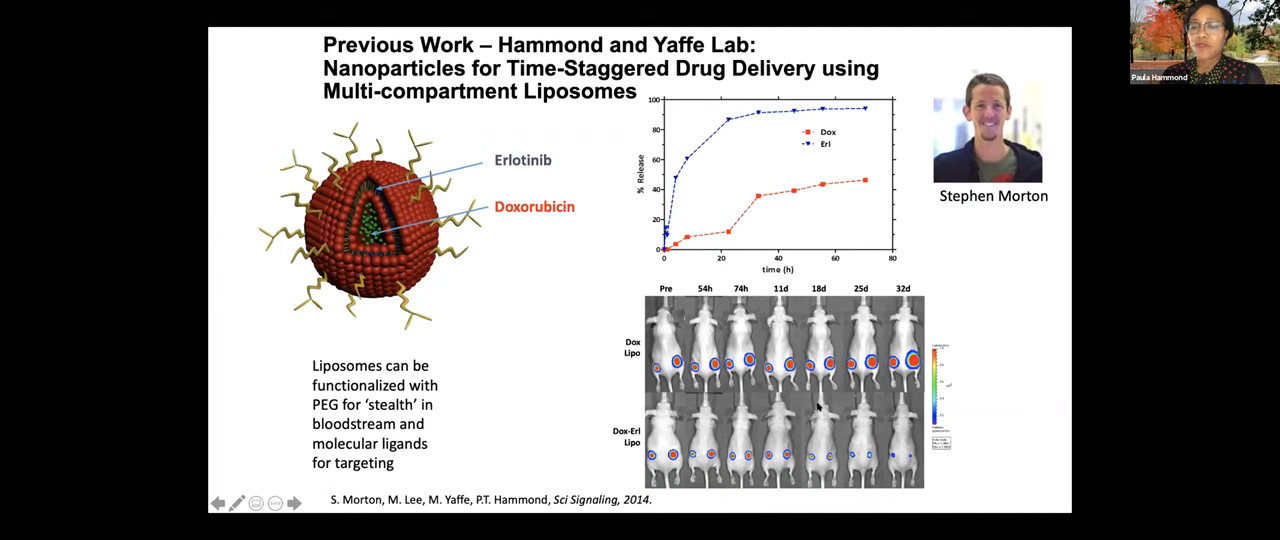 Previous Work – Hammond and Yaffe Lab:
Nanoparticles for Time-Staggered Drug Delivery using
Multi-compartment Liposomes
Paula Hammond
Erlotinib
Doxorubicin
100
80
60
40
20
0
% Release
Dox
Erl
0
20
40
60
80
time (h)
Stephen Morton
Pre
54h
74h
11d
18d
25d
32d
Dox
Lipo
Dox-Erl
Lipo
Liposomes can be
functionalized with
PEG for ‘stealth’ in
bloodstream and
molecular ligands
for targeting
S. Morton, M. Lee, M. Yaffe, P.T. Hammond, Sci Signaling, 2014.